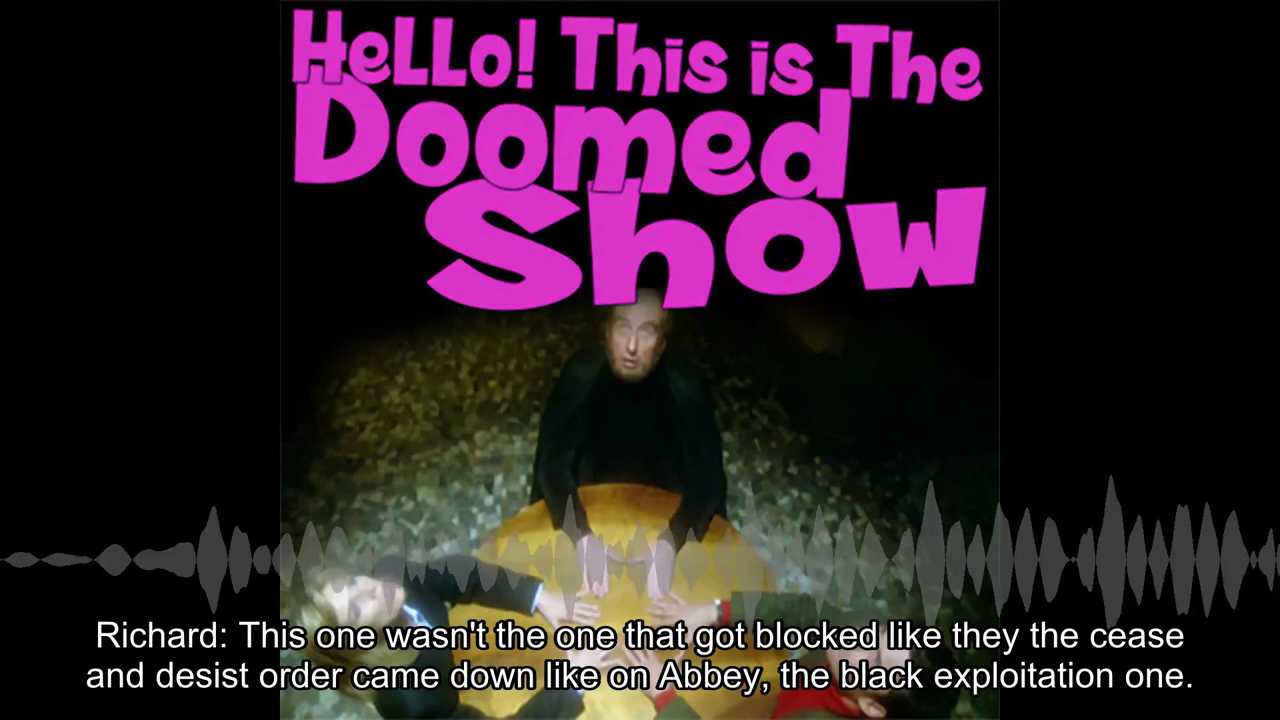 HeLLo! This is The
Doomed
Show
Richard: This one wasn't the one that got blocked like they the cease
and desist order came down like on Abbey, the black exploitation one.